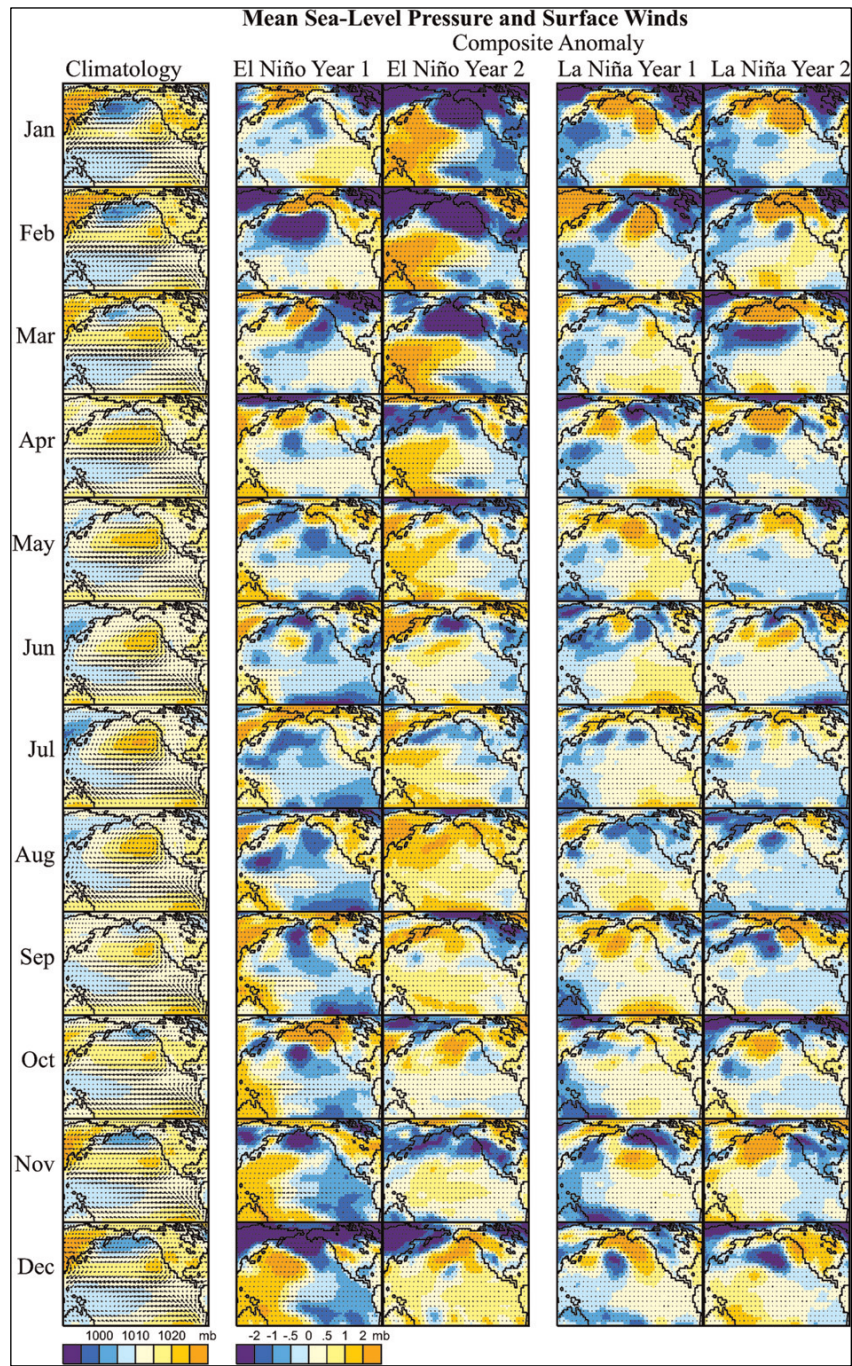 Mean Sea-Level Pressure and Surface Winds
Composite Anomaly
Climatology El Niño Year 1 El Niño Year 2 La Niña Year 1 La Niña Year 2
Jan
Feb
Mar
Apr
May
Jun
Jul
Aug
Sep
Oct
Nov
Dec
1000 1010 1020 mb -2 -1 -.5 0 .5 1 2 mb